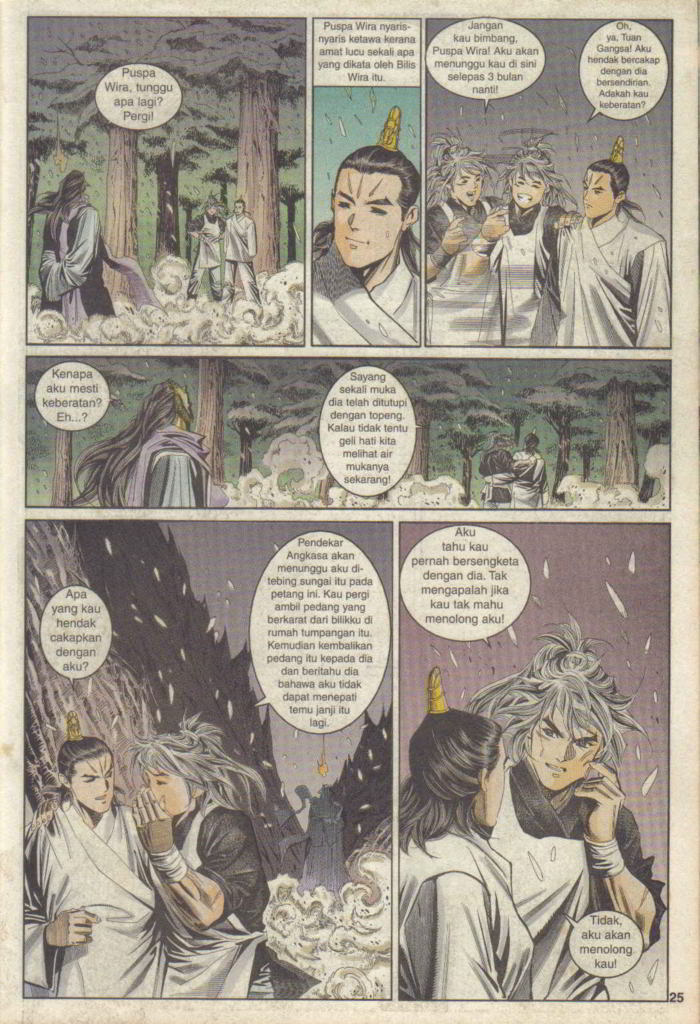 Puspa
Wira, tunggu
apa lagi?
Pergi!
Puspa Wira nyaris-
nyaris ketawa kerana
amat lucu sekali apa
yang dikata oleh Bilis
Wira itu.
Jangan
kau bimbang,
Puspa Wira! Aku akan
menunggu kau di sini
selepas 3 bulan
nanti!
Oh,
ya, Tuan
Gangsa! Aku
hendak bercakap
dengan dia
bersendirian.
Adakah kau
keberatan?
Kenapa
aku mesti
keberatan?
Eh...?
Sayang
sekali muka
dia telah ditutupi
dengan topeng.
Kalau tidak tentu
geli hati kita
melihat air
mukanya
sekarang!
Apa
yang kau
hendak
cakapkan
dengan
aku?
Pendekar
Angkasa akan
menunggu aku di-
tebing sungai itu pada
petang ini. Kau pergi
ambil pedang yang
berkarat dari bilikku di
rumah tumpangan itu.
Kemudian kembalikan
pedang itu kepada dia
dan beritahu dia
bahawa aku tidak
dapat menepati
temu janji itu
lagi.
Aku
tahu kau
pernah bersengketa
dengan dia. Tak
mengapalah jika
kau tak mahu
menolong aku!
Tidak,
aku akan
menolong
kau!
25